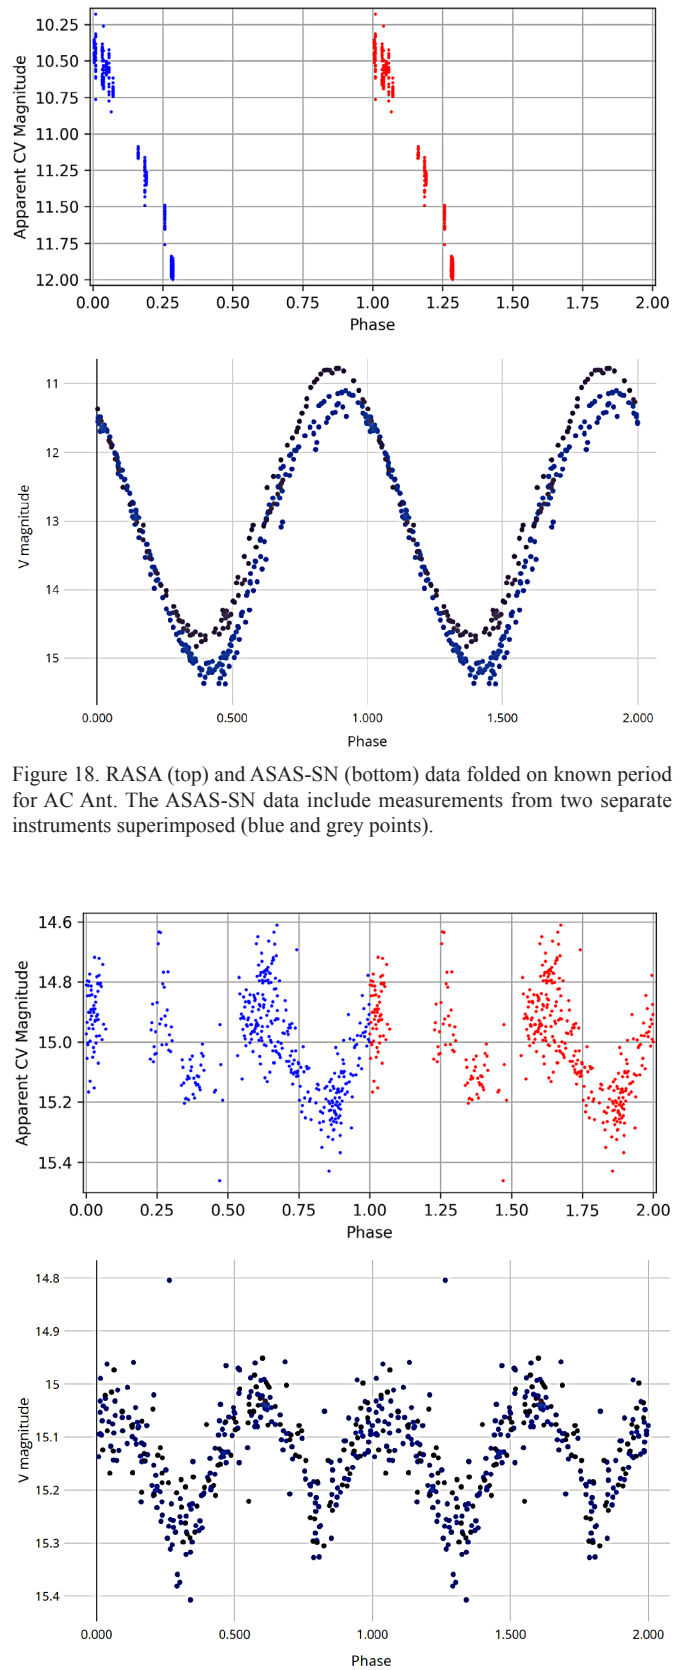 10.25
10.50
10.75
11.00
11.25
11.50
11.75
12.00
Apparent CV Magnitude
0.00 0.25 0.50 0.75 1.00 1.25 1.50 1.75 2.00
Phase
11
12
13
14
15
V magnitude
0.000 0.500 1.000 1.500 2.000
Phase
Figure 18. RASA (top) and ASAS-SN (bottom) data folded on known period
for AC Ant. The ASAS-SN data include measurements from two separate
instruments superimposed (blue and grey points).
14.6
14.8
15.0
15.2
15.4
Apparent CV Magnitude
0.00 0.25 0.50 0.75 1.00 1.25 1.50 1.75 2.00
Phase
14.8
14.9
15
15.1
15.2
15.3
15.4
V magnitude
0.000 0.500 1.000 1.500 2.000
Phase